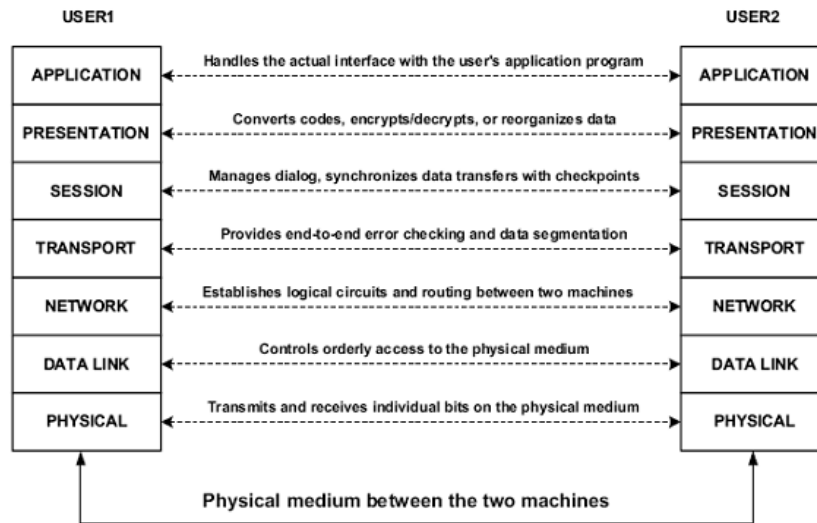 USER1 USER2
Handles the actual interface with the user's application program
APPLICATION APPLICATION
Converts codes, encrypts/decrypts, or reorganizes data
PRESENTATION PRESENTATION
Manages dialog, synchronizes data transfers with checkpoints
SESSION SESSION
Provides end-to-end error checking and data segmentation
TRANSPORT TRANSPORT
Establishes logical circuits and routing between two machines
NETWORK NETWORK
Controls orderly access to the physical medium
DATA LINK DATA LINK
Transmits and receives individual bits on the physical medium
PHYSICAL PHYSICAL
Physical medium between the two machines